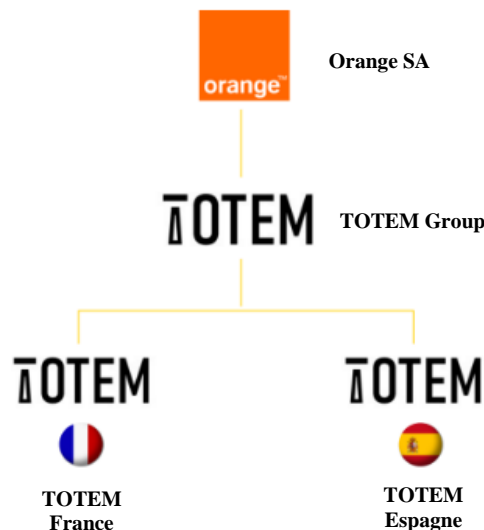 orange™
Orange SA
TOTEM
TOTEM Group
TOTEM
TOTEM
TOTEM
France
TOTEM
Espagne